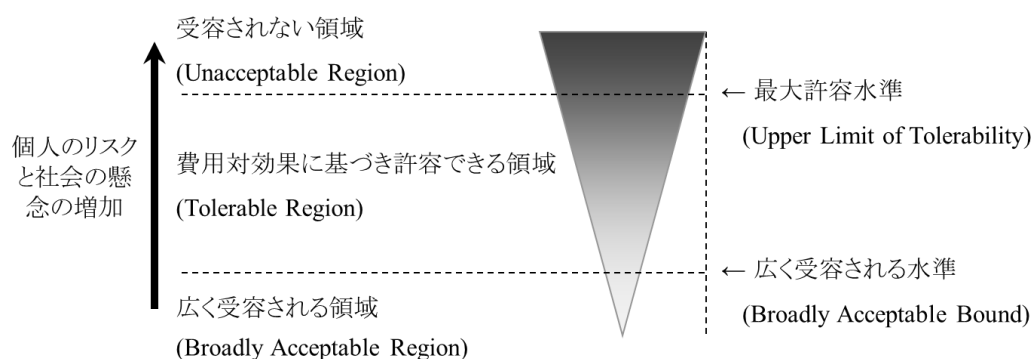 受容されない領域
(Unacceptable Region)
← 最大許容水準
(Upper Limit of Tolerability)
個人のリスク
と社会の懸
念の増加
費用対効果に基づき許容できる領域
(Tolerable Region)
← 広く受容される水準
(Broadly Acceptable Bound)
広く受容される領域
(Broadly Acceptable Region)